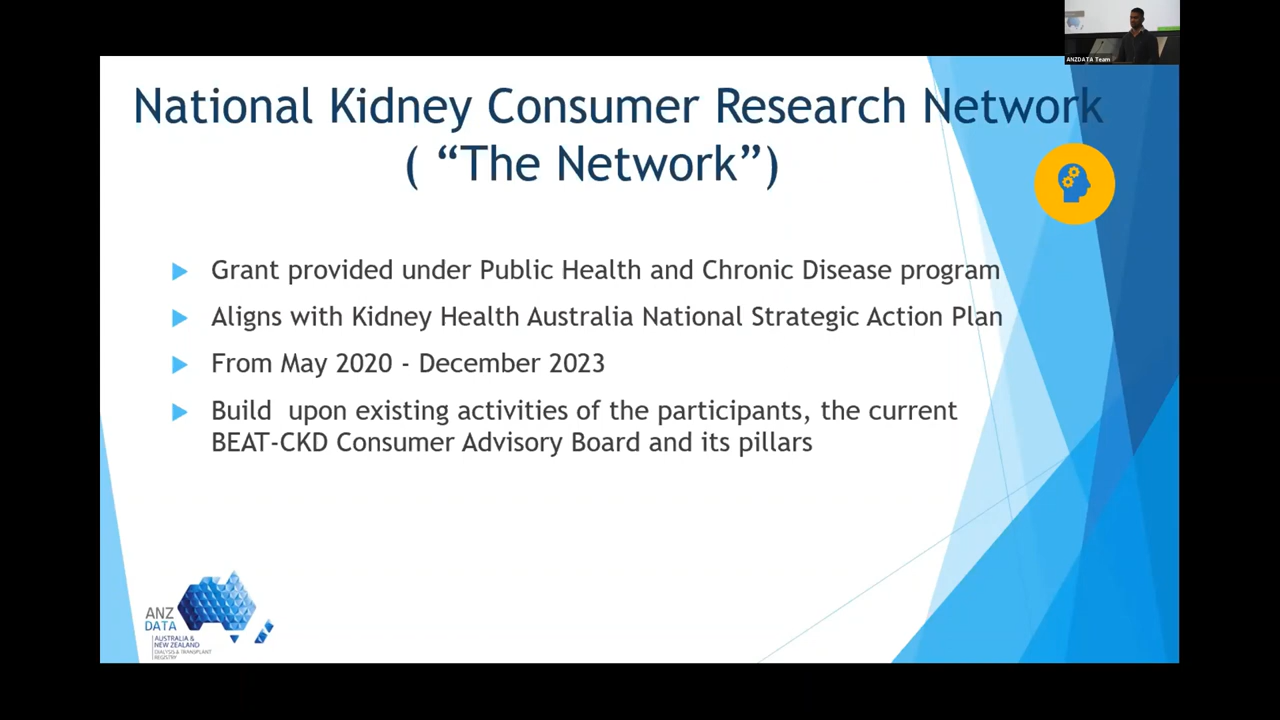 ANZDATA Team
National Kidney Consumer Research Network
( “The Network”)
Grant provided under Public Health and Chronic Disease program
Aligns with Kidney Health Australia National Strategic Action Plan
From May 2020 - December 2023
Build  upon existing activities of the participants, the current
BEAT-CKD Consumer Advisory Board and its pillars
ANZ
DATA
AUSTRALIA &
NEW ZEALAND
DIALYSIS & TRANSPLANT
REGISTRY